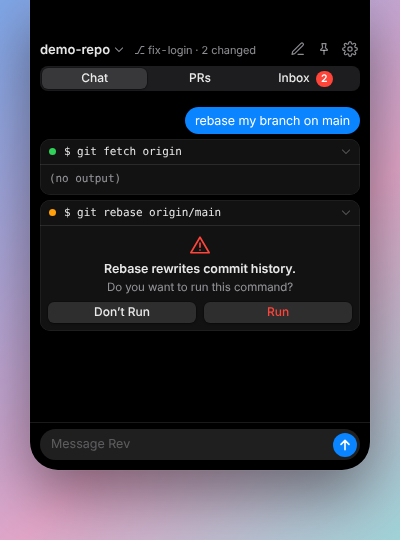 demo-repo
fix-login · 2 changed
Chat
PRs
Inbox 2
rebase my branch on main
$ git fetch origin
(no output)
$ git rebase origin/main
Rebase rewrites commit history.
Do you want to run this command?
Don’t Run
Run
Message Rev